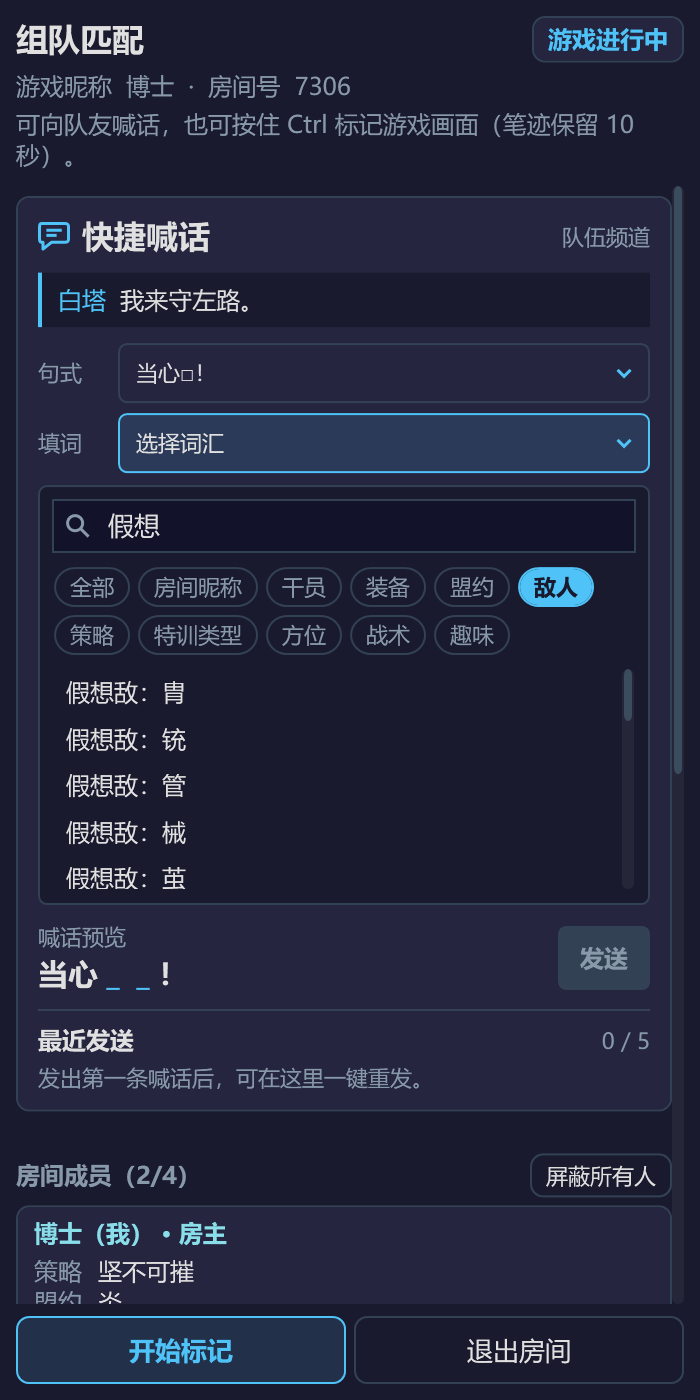 组队匹配
游戏进行中
游戏昵称 博士 · 房间号 7306
可向队友喊话，也可按住 Ctrl 标记游戏画面（笔迹保留 10
秒）。
快捷喊话
队伍频道
白塔 我来守左路。
句式
当心□！
填词
选择词汇
假想
全部 房间昵称 干员 装备 盟约 敌人
策略 特训类型 方位 战术 趣味
假想敌：胄
假想敌：铳
假想敌：管
假想敌：械
假想敌：茧
喊话预览
当心 _ _ ！
发送
最近发送
0 / 5
发出第一条喊话后，可在这里一键重发。
房间成员（2/4）
屏蔽所有人
博士（我）·房主
策略 坚不可摧
盟约 炎
开始标记
退出房间